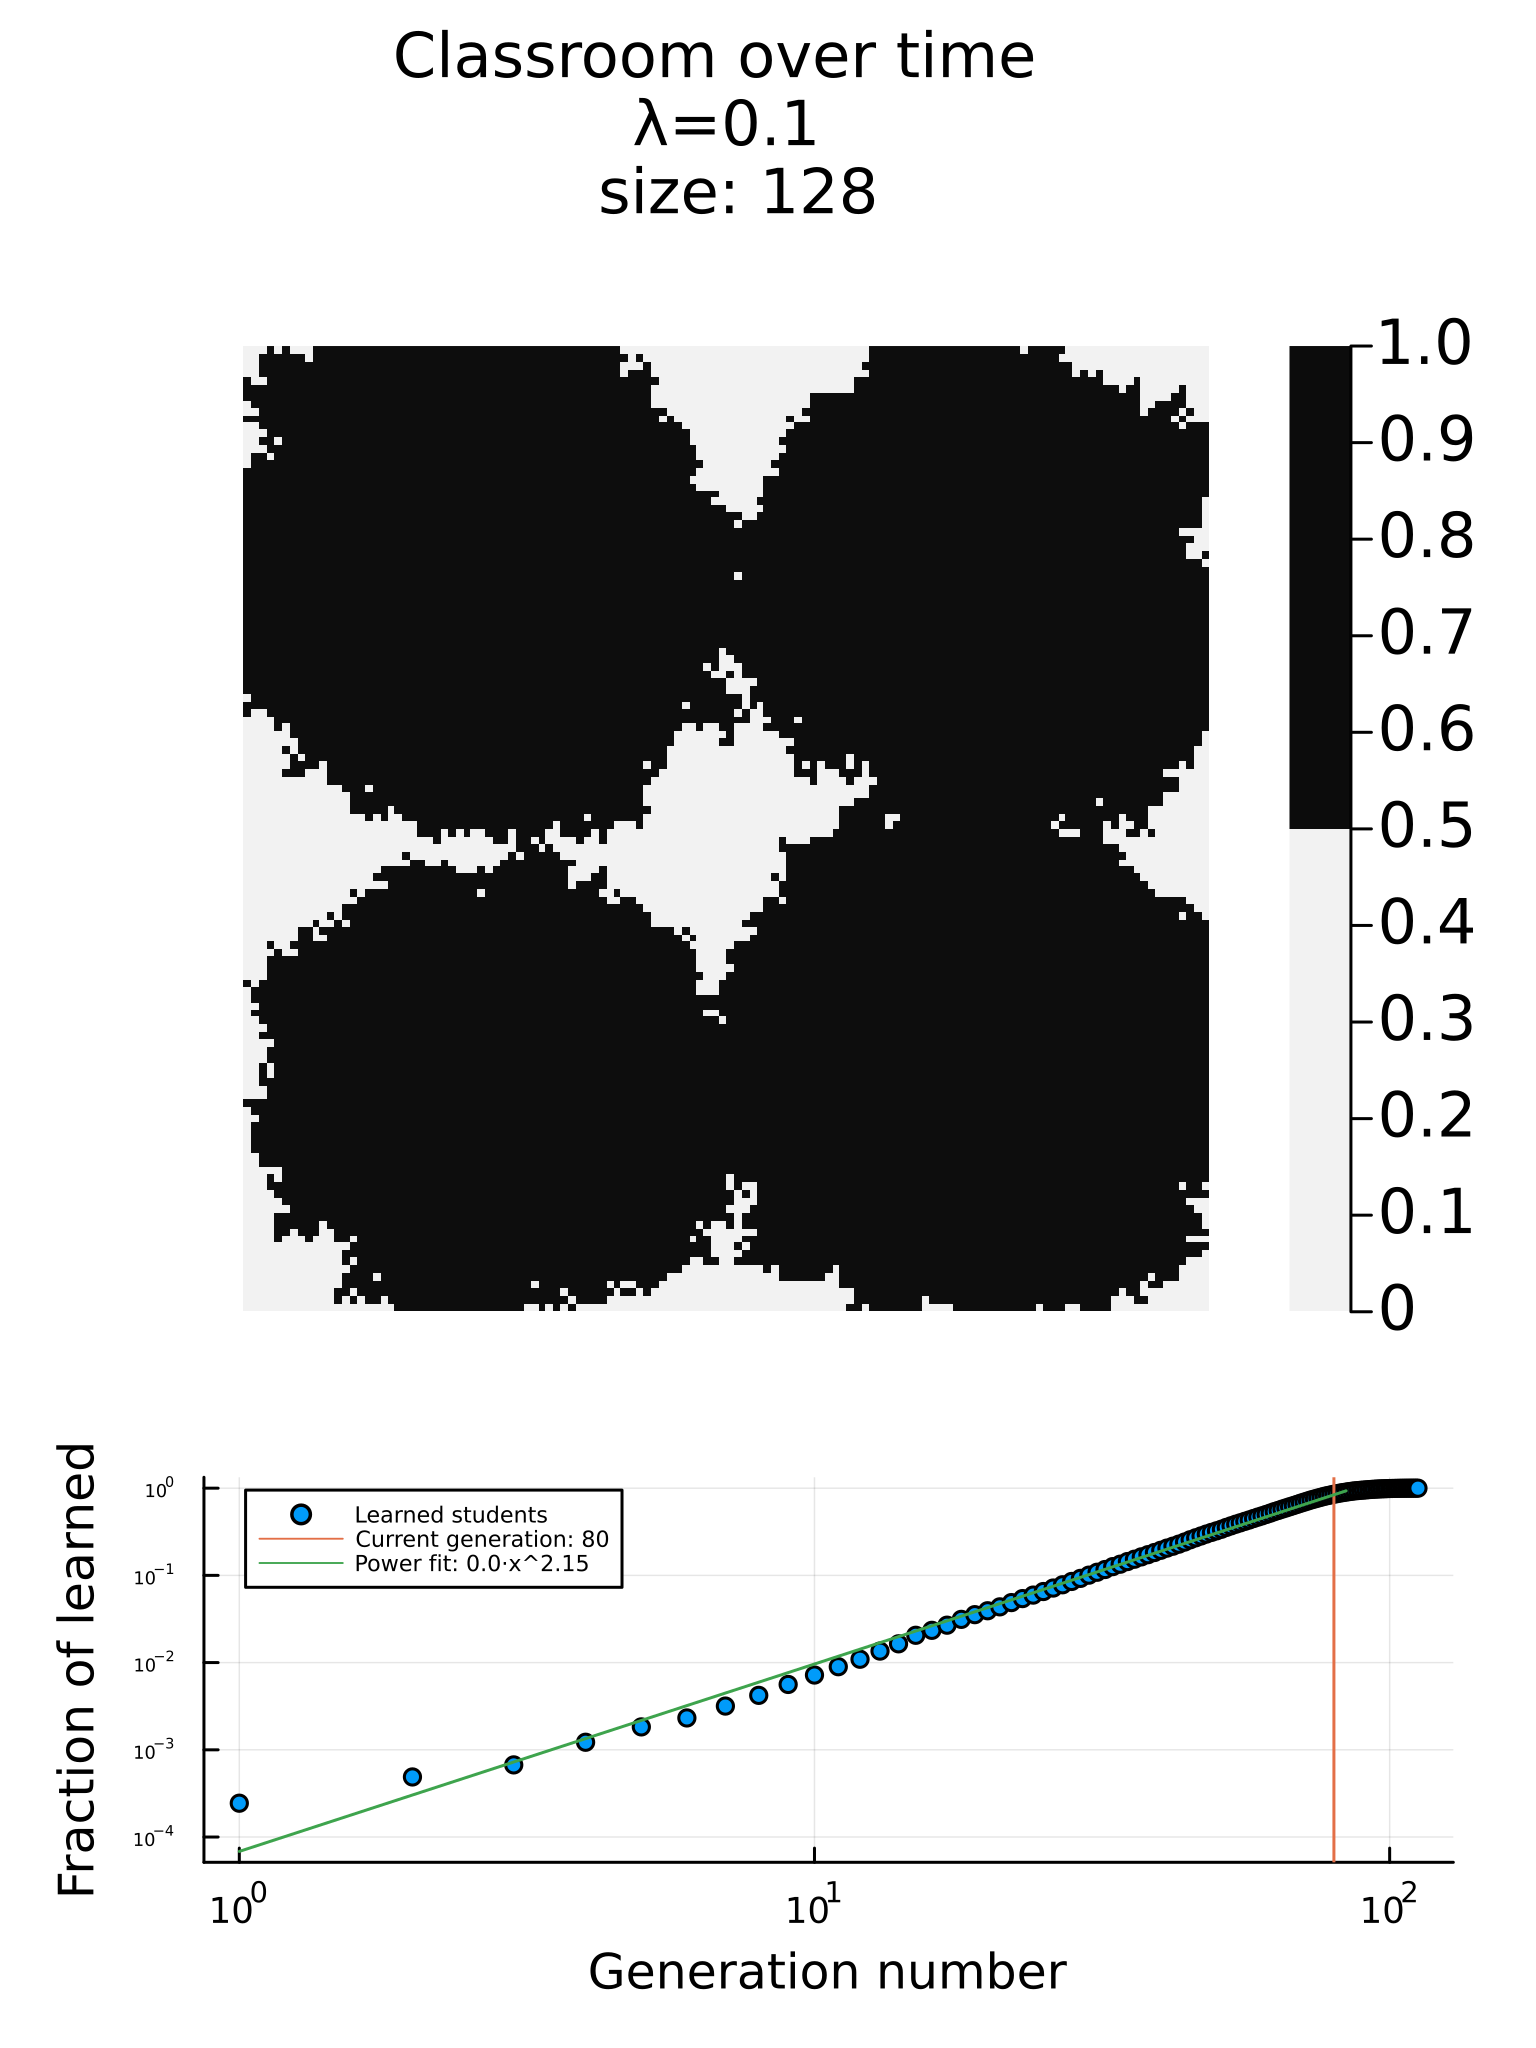 Classroom over time
λ=0.1
size: 128
1.0
0.9
0.8
0.7
0.6
0.5
0.4
0.3
0.2
0.1
0
Fraction of learned
10^0
10^-1
10^-2
10^-3
10^-4
Learned students
Current generation: 80
Power fit: 0.0·x^2.15
10^0 10^1 10^2
Generation number